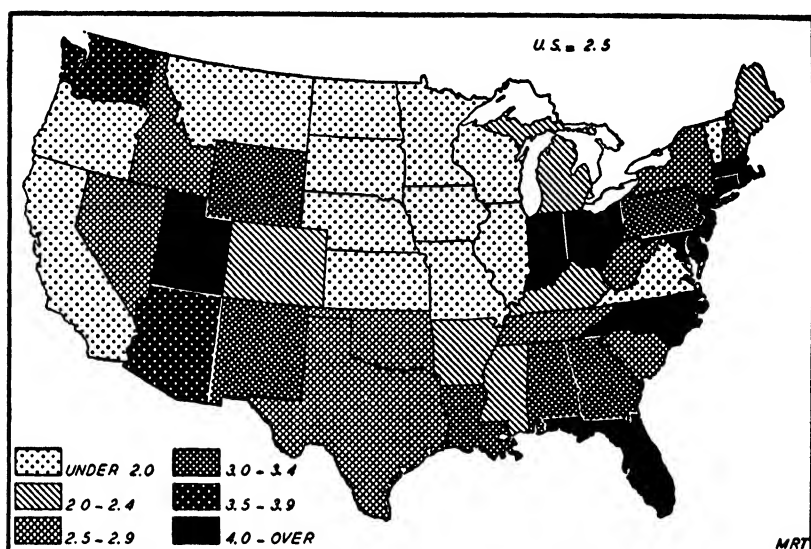 U.S. = 2.5
UNDER 2.0
2.0 - 2.4
2.5 - 2.9
3.0 - 3.4
3.5 - 3.9
4.0 - OVER
MRT